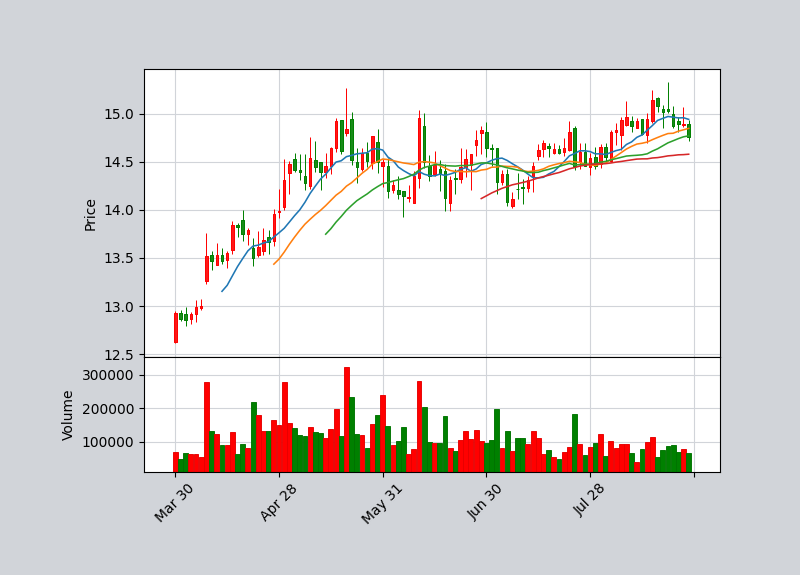 Price
15.0
14.5
14.0
13.5
13.0
12.5
Volume
300000
200000
100000
Mar 30
Apr 28
May 31
Jun 30
Jul 28